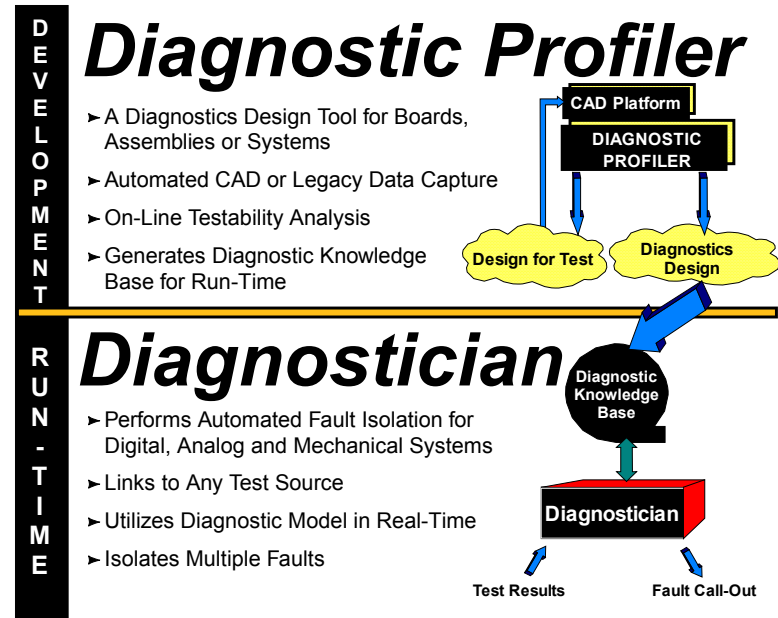 DEVELOPMENT
Diagnostic Profiler
► A Diagnostics Design Tool for Boards,
Assemblies or Systems
► Automated CAD or Legacy Data Capture
► On-Line Testability Analysis
► Generates Diagnostic Knowledge
Base for Run-Time
CAD Platform
DIAGNOSTIC
PROFILER
Design for Test
Diagnostics
Design
RUN-TIME
Diagnostician
► Performs Automated Fault Isolation for
Digital, Analog and Mechanical Systems
► Links to Any Test Source
► Utilizes Diagnostic Model in Real-Time
► Isolates Multiple Faults
Diagnostic
Knowledge
Base
Diagnostician
Test Results
Fault Call-Out